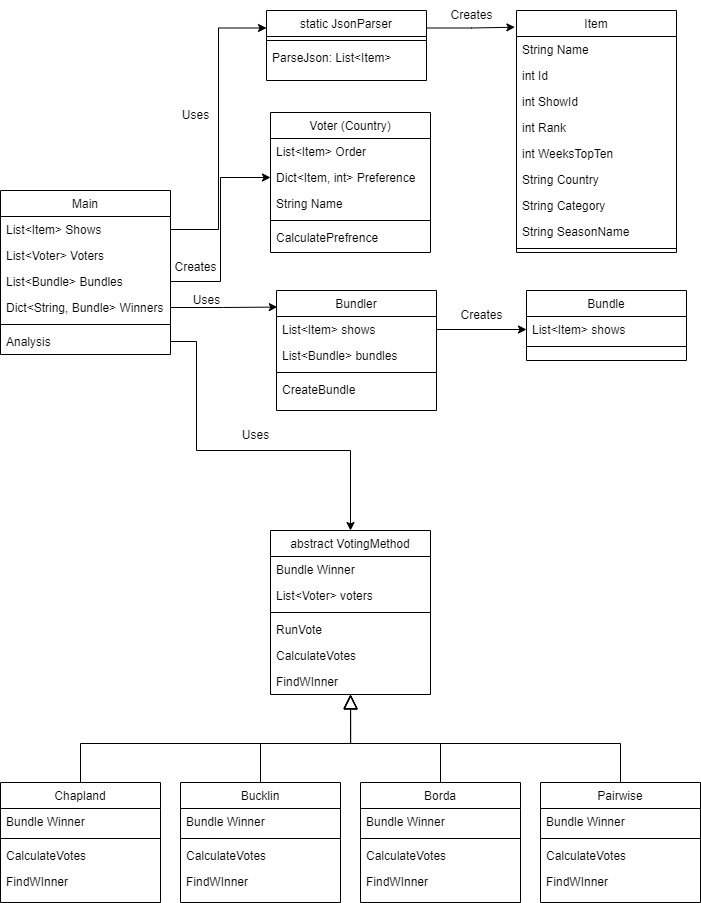 static JsonParser
ParseJson: List<Item>
Creates
Item
String Name
int Id
int ShowId
int Rank
int WeeksTopTen
String Country
String Category
String SeasonName
Uses
Voter (Country)
List<Item> Order
Dict<Item, int> Preference
String Name
CalculatePrefrence
Main
List<Item> Shows
List<Voter> Voters
List<Bundle> Bundles
Dict<String, Bundle> Winners
Analysis
Creates
Uses
Bundler
List<Item> shows
List<Bundle> bundles
CreateBundle
Creates
Bundle
List<Item> shows
Uses
abstract VotingMethod
Bundle Winner
List<Voter> voters
RunVote
CalculateVotes
FindWInner
Chapland
Bundle Winner
CalculateVotes
FindWInner
Bucklin
Bundle Winner
CalculateVotes
FindWInner
Borda
Bundle Winner
CalculateVotes
FindWInner
Pairwise
Bundle Winner
CalculateVotes
FindWInner